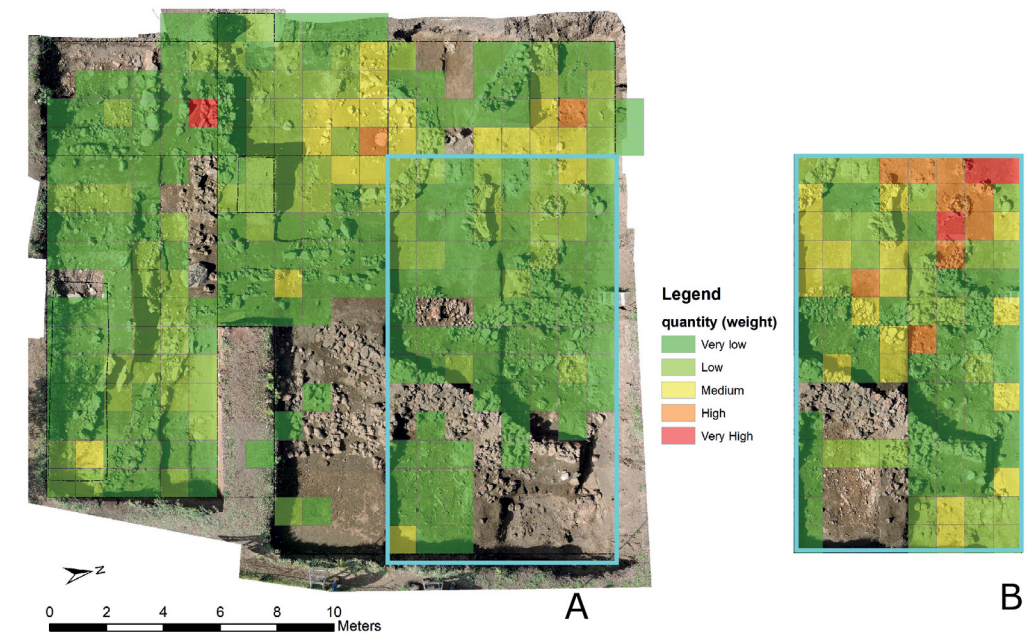 Legend
quantity (weight)
Very low
Low
Medium
High
Very High
Z
0 2 4 6 8 10
Meters
A
B